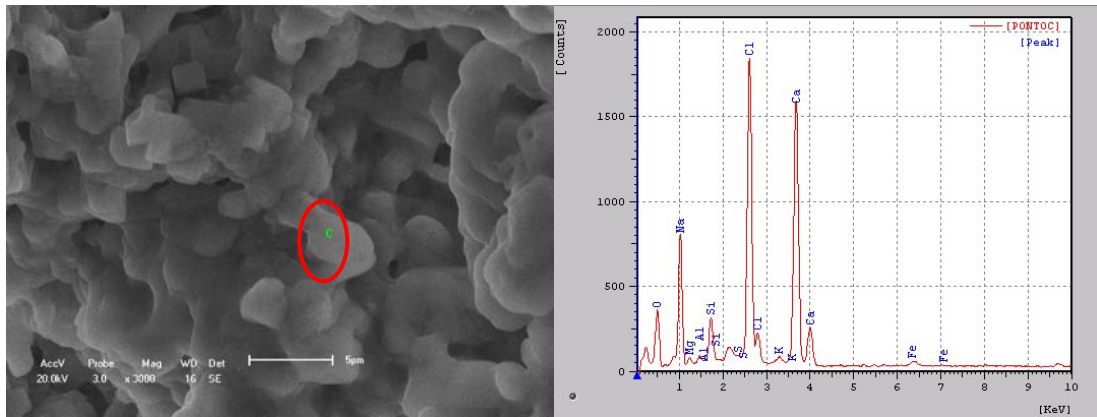 C
AccV Probe Mag WD Det
20.0kV 3.0 x 3000 16 SE
5µm
[ Counts]
[PONTOC]
[Peak]
2000
1500
1000
500
0
O
Na
Mg
Al
Al
Si
Si
S
S
Cl
Cl
K
K
Ca
Ca
Fe
Fe
1 2 3 4 5 6 7 8 9 10
[KeV]